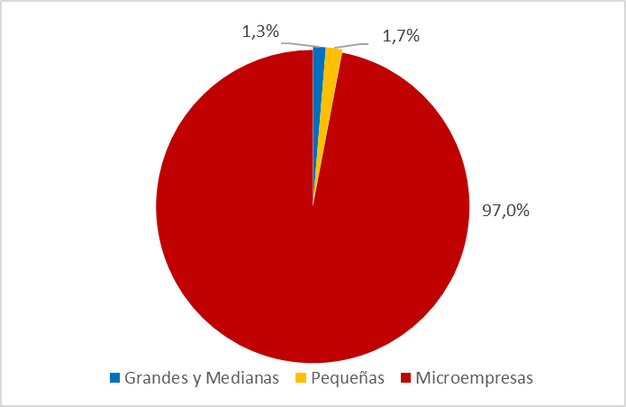 1,3%
1,7%
97,0%
Grandes y Medianas Pequeñas Microempresas